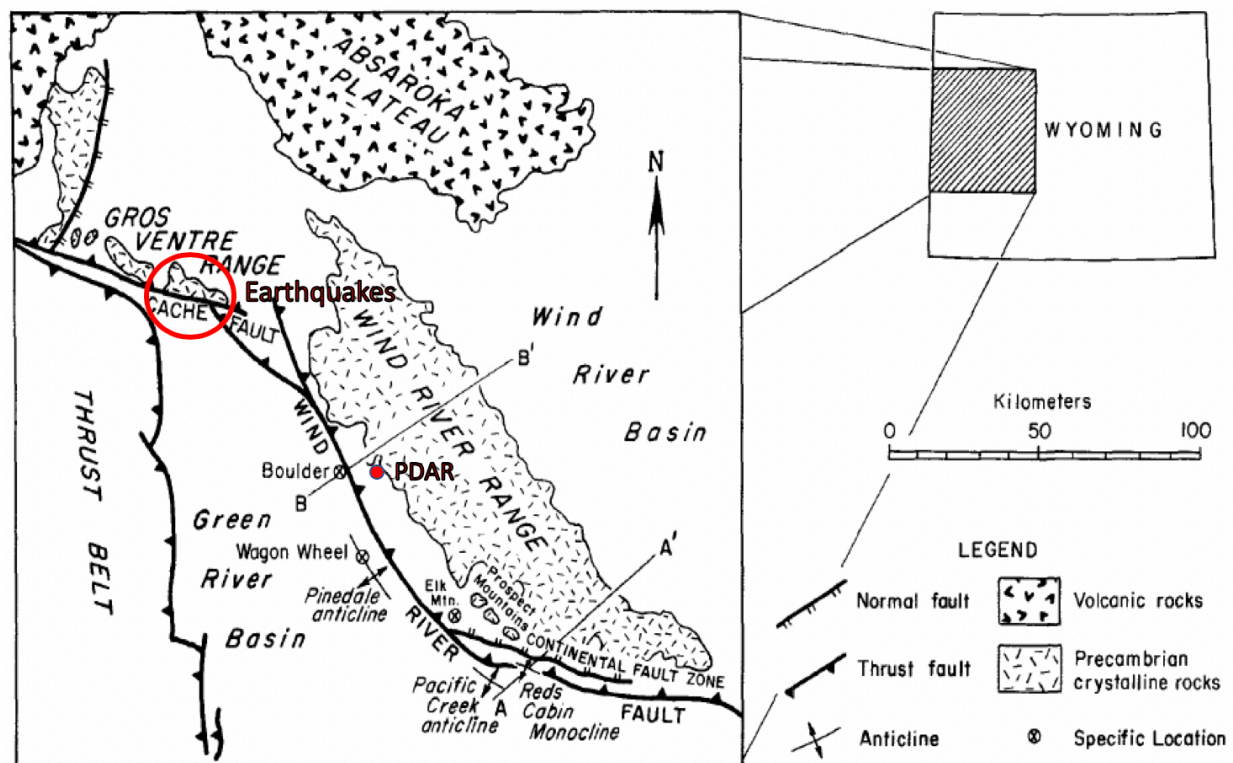 ABSAROKA
PLATEAU
GROS
VENTRE
RANGE
Earthquakes
CACHE
FAULT
THRUST BELT
WIND
RIVER
FAULT
WIND RIVER RANGE
Wind
River
Basin
B'
B
Boulder
PDAR
Green
River
Basin
Wagon Wheel
Pinedale
anticline
Elk
Mtn.
Prospect
Mountains
A'
CONTINENTAL FAULT ZONE
Pacific
Creek
anticline
A
Reds
Cabin
Monocline
N
WYOMING
Kilometers
0 50 100
LEGEND
Normal fault
Thrust fault
Anticline
Volcanic rocks
Precambrian
crystalline rocks
Specific Location